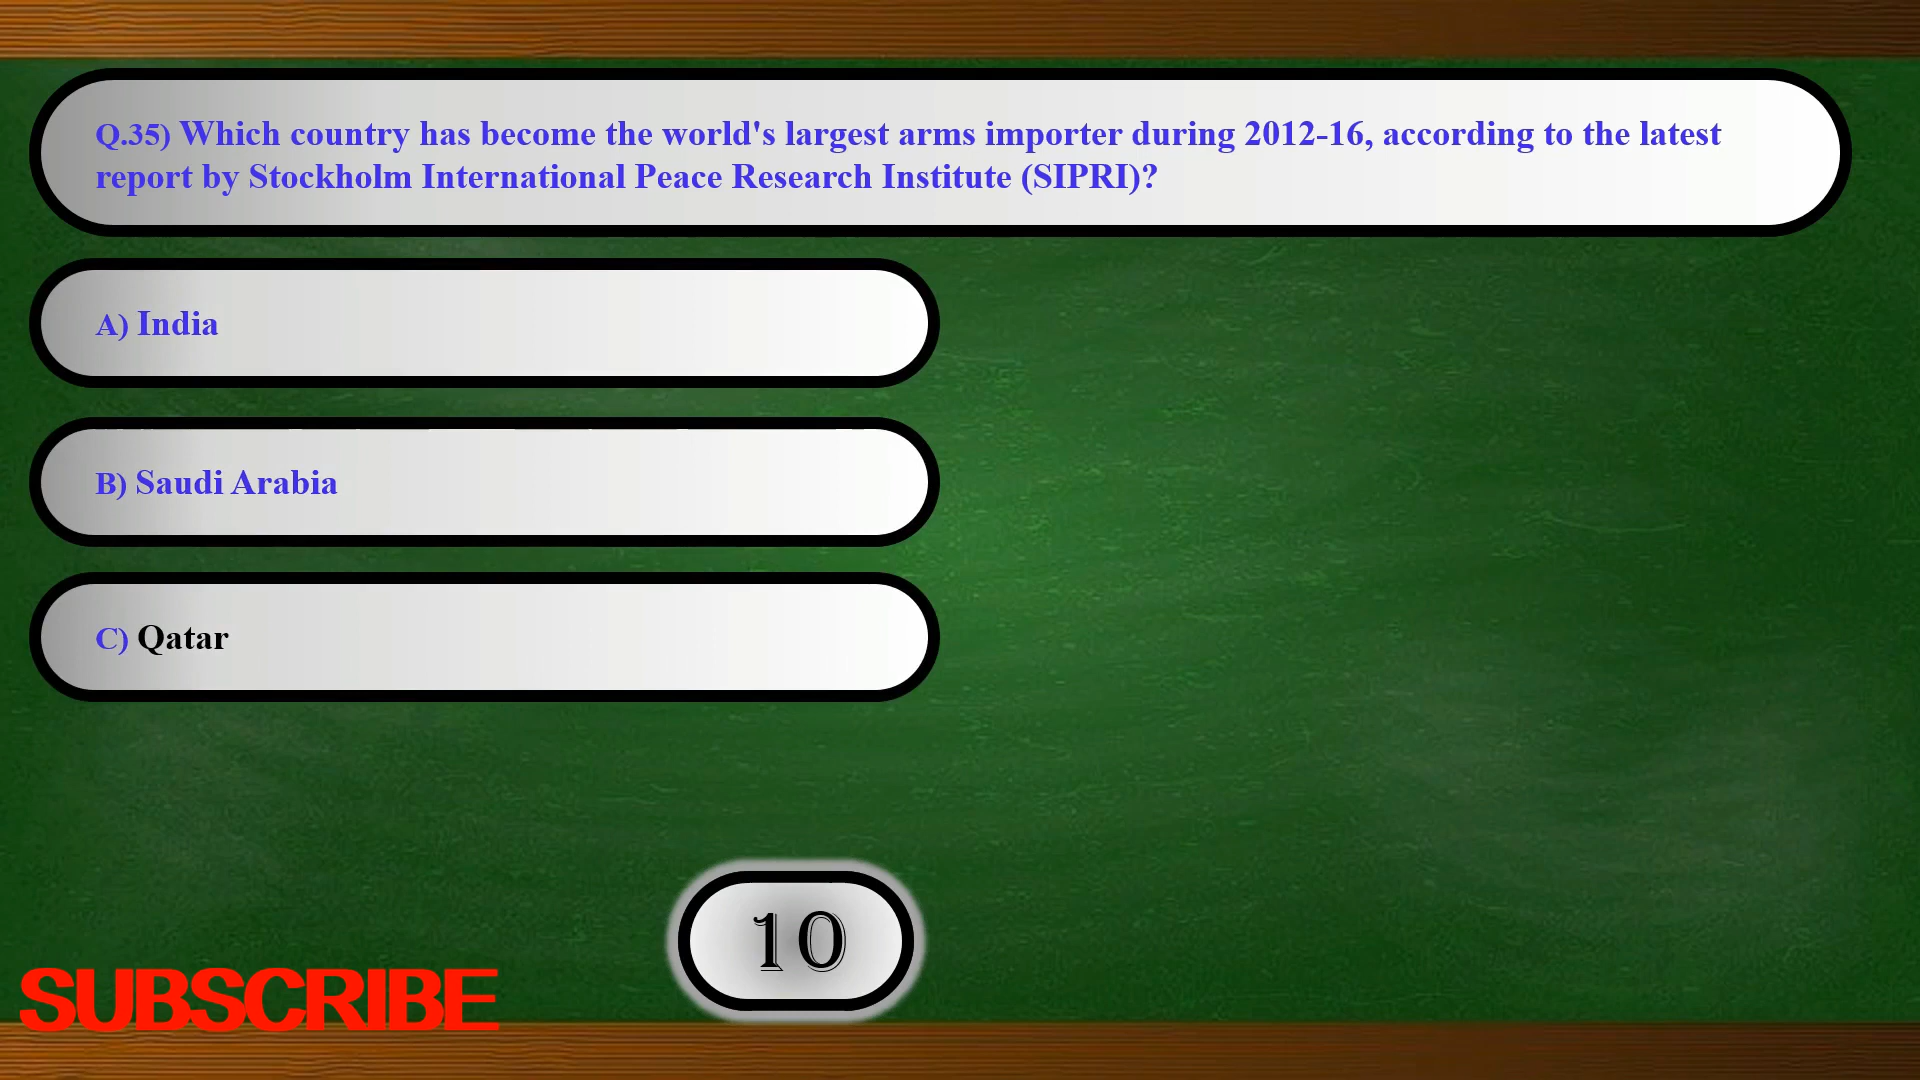 Q.35) Which country has become the world's largest arms importer during 2012-16, according to the latest
report by Stockholm International Peace Research Institute (SIPRI)?
A) India
B) Saudi Arabia
C) Qatar
10
SUBSCRIBE